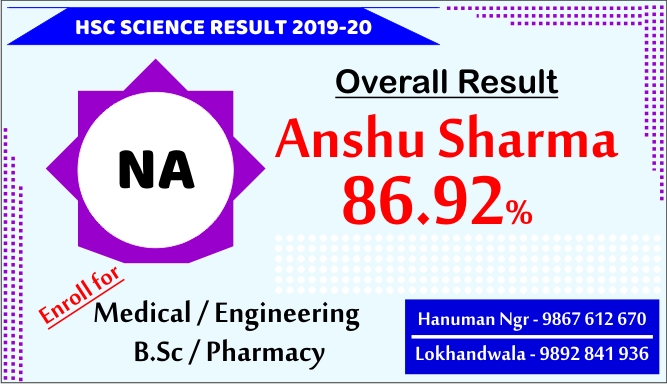 HSC SCIENCE RESULT 2019-20
NA
Overall Result
Anshu Sharma
86.92%
Enroll for
Medical / Engineering
B.Sc / Pharmacy
Hanuman Ngr - 9867 612 670
Lokhandwala - 9892 841 936